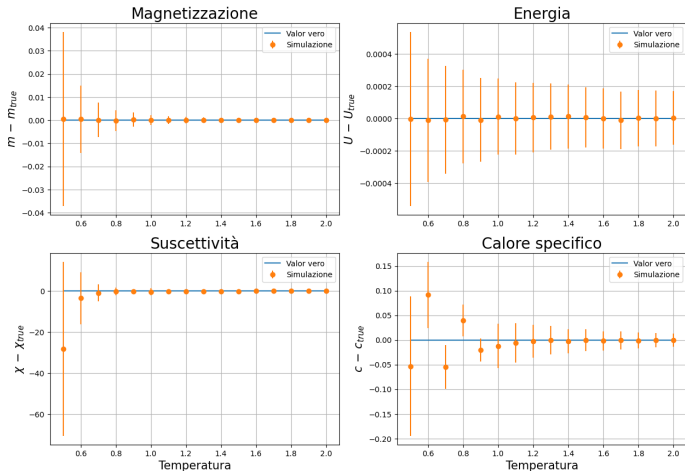 Magnetizzazione
m − m_true
0.04
0.03
0.02
0.01
0.00
−0.01
−0.02
−0.03
−0.04
Valor vero
Simulazione
0.6 0.8 1.0 1.2 1.4 1.6 1.8 2.0
Energia
U − U_true
0.0004
0.0002
0.0000
−0.0002
−0.0004
Valor vero
Simulazione
0.6 0.8 1.0 1.2 1.4 1.6 1.8 2.0
Suscettività
χ − χ_true
0
−20
−40
−60
Valor vero
Simulazione
0.6 0.8 1.0 1.2 1.4 1.6 1.8 2.0
Temperatura
Calore specifico
c − c_true
0.15
0.10
0.05
0.00
−0.05
−0.10
−0.15
−0.20
Valor vero
Simulazione
0.6 0.8 1.0 1.2 1.4 1.6 1.8 2.0
Temperatura